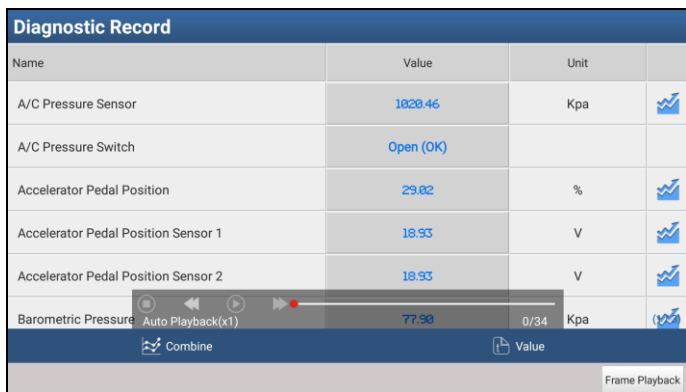 Diagnostic Record
Name Value Unit
A/C Pressure Sensor 1020.46 Kpa
A/C Pressure Switch Open (OK)
Accelerator Pedal Position 29.02 %
Accelerator Pedal Position Sensor 1 18.93 V
Accelerator Pedal Position Sensor 2 18.93 V
Barometric Pressure 77.90 Kpa
Auto Playback(x1) 0/34
Combine Value
Frame Playback